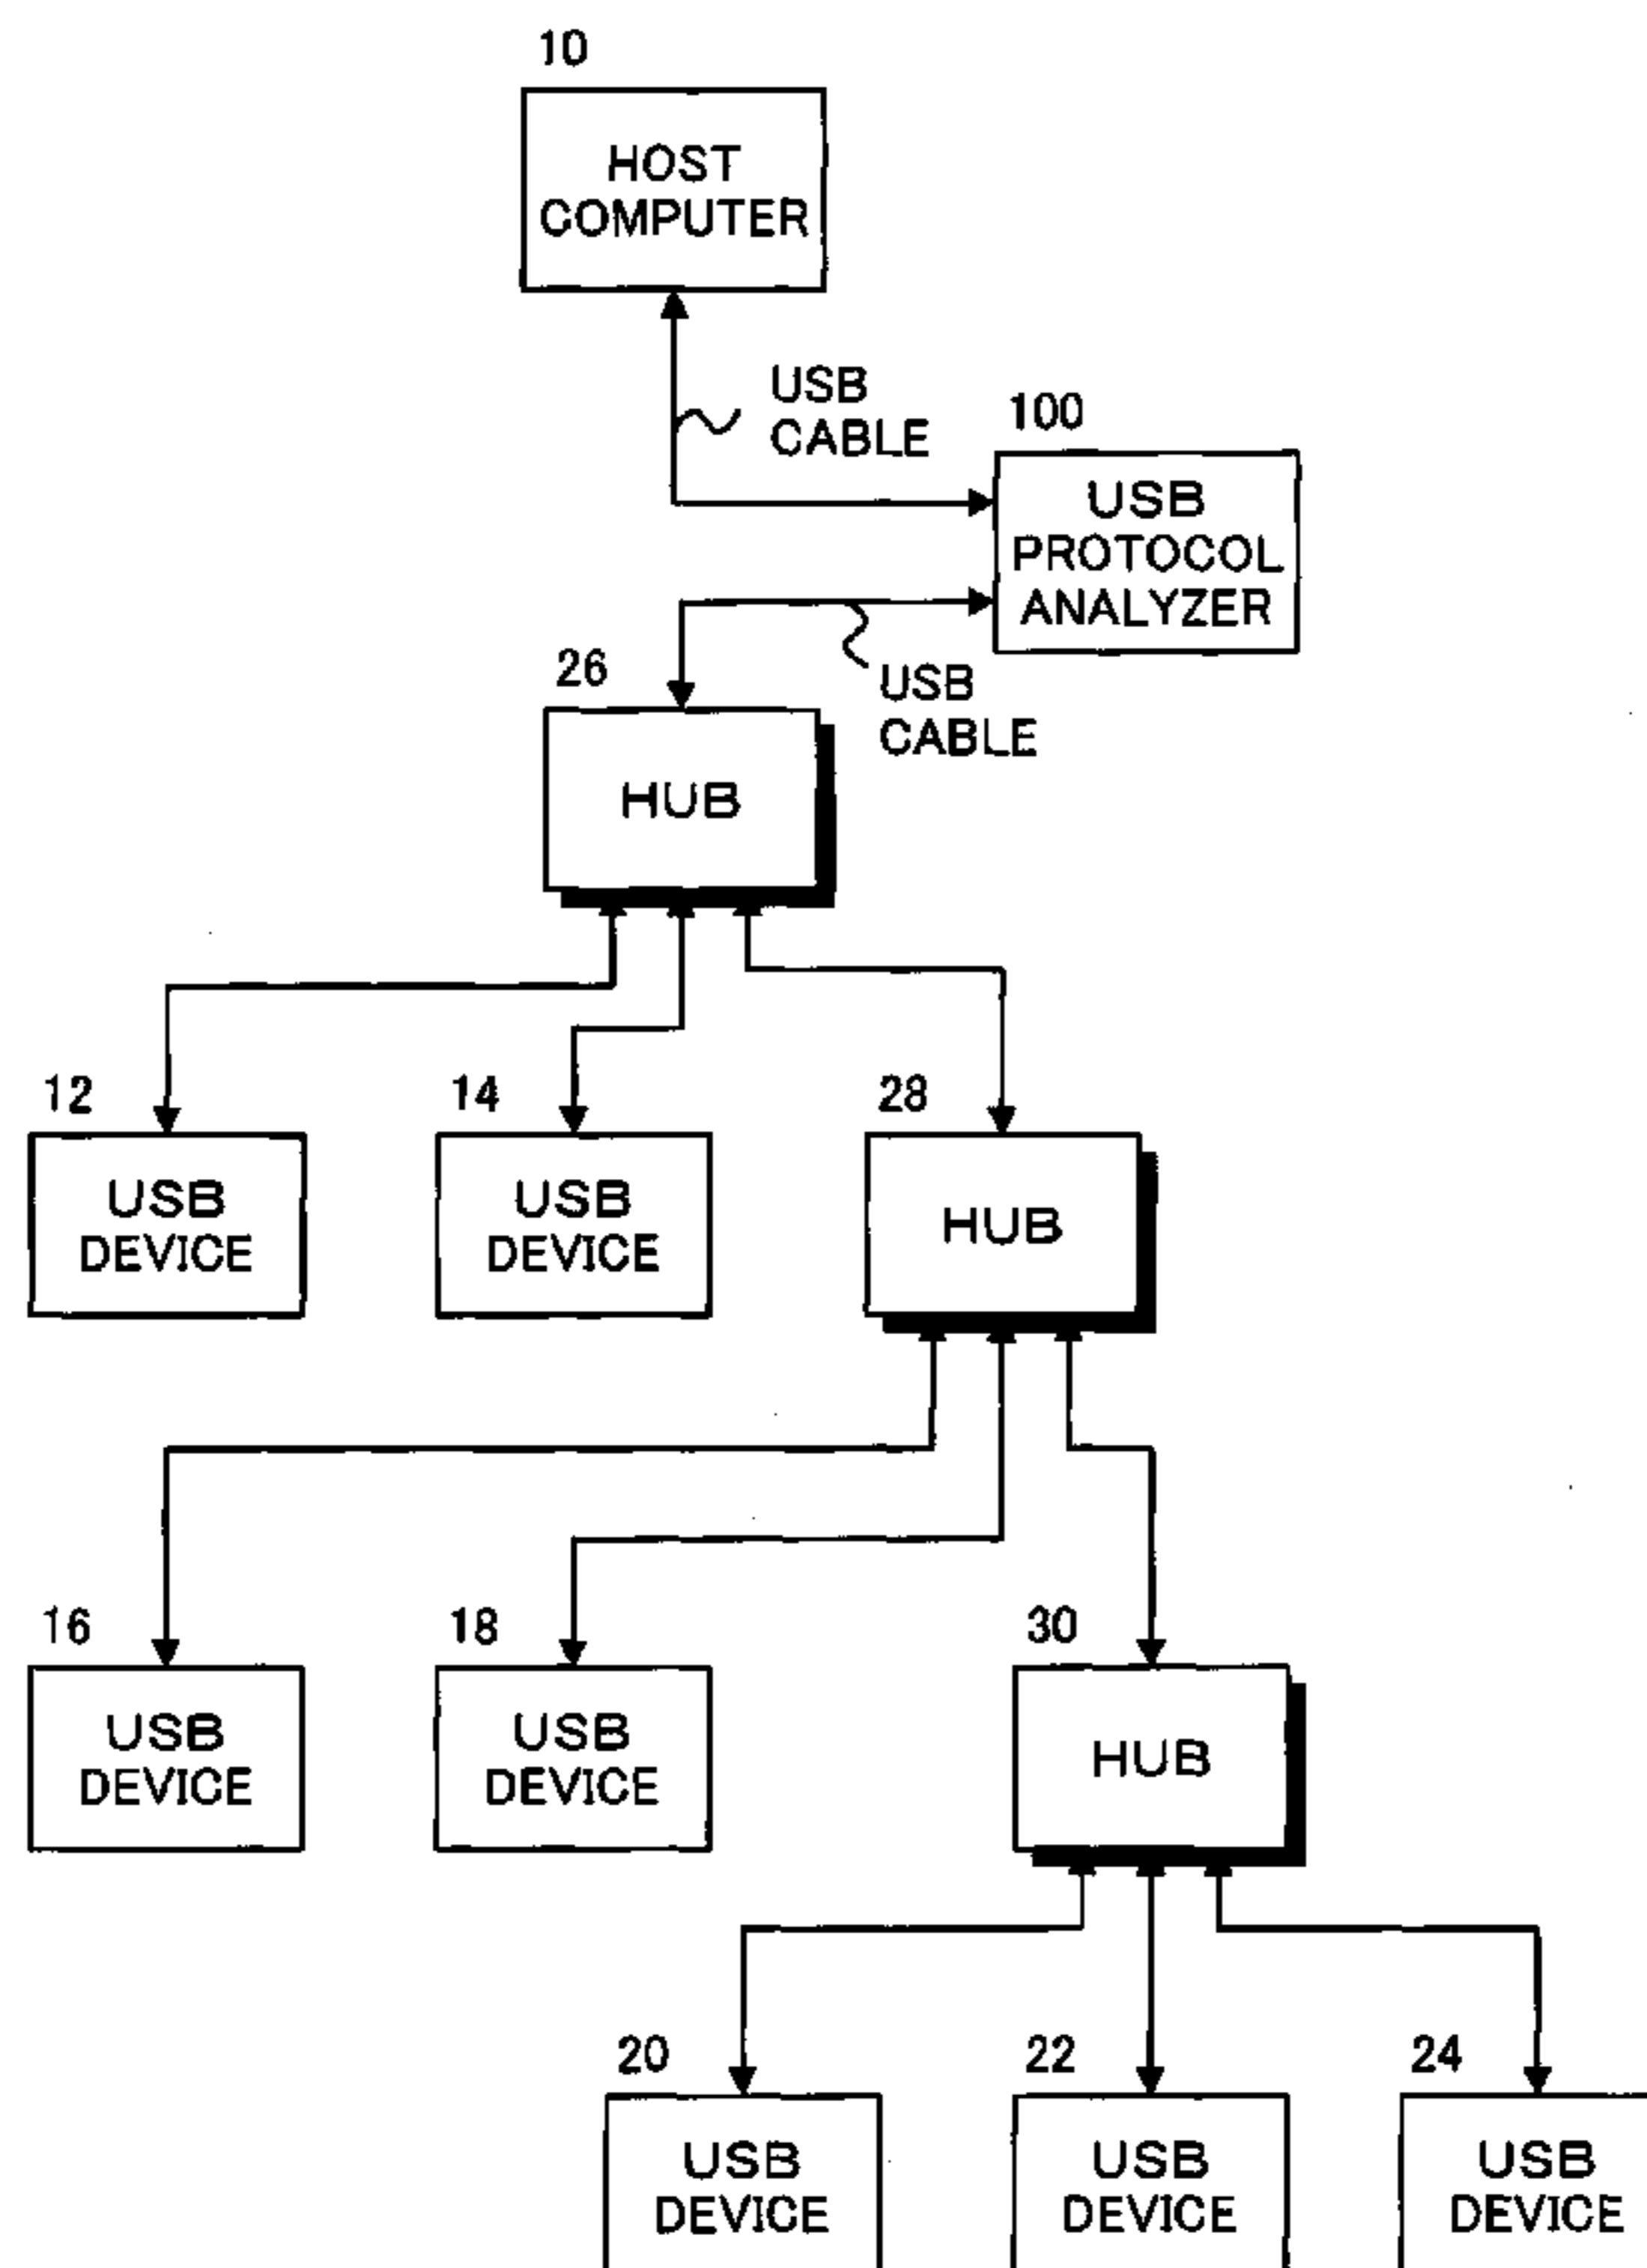 10
HOST
COMPUTER
USB
CABLE
100
USB
PROTOCOL
ANALYZER
26
USB
CABLE
HUB
12
14
28
USB
DEVICE
USB
DEVICE
HUB
16
18
30
USB
DEVICE
USB
DEVICE
HUB
20
22
24
USB
DEVICE
USB
DEVICE
USB
DEVICE